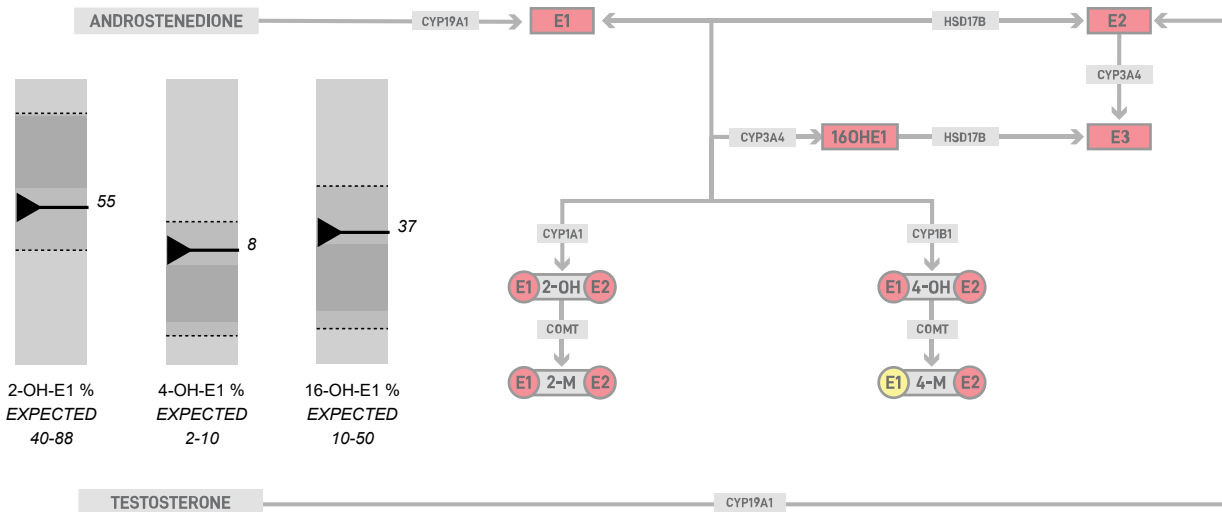 ANDROSTENEDIONE CYP19A1 E1 HSD17B E2
CYP3A4
CYP3A4 16OHE1 HSD17B E3
55
37
8
CYP1A1 CYP1B1
E1 2-OH E2 E1 4-OH E2
COMT COMT
E1 2-M E2 E1 4-M E2
2-OH-E1 % 4-OH-E1 % 16-OH-E1 %
EXPECTED EXPECTED EXPECTED
40-88 2-10 10-50
TESTOSTERONE CYP19A1